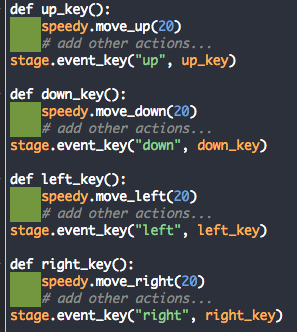 def up_key():
    speedy.move_up(20)
    # add other actions...
stage.event_key("up", up_key)

def down_key():
    speedy.move_down(20)
    # add other actions...
stage.event_key("down", down_key)

def left_key():
    speedy.move_left(20)
    # add other actions...
stage.event_key("left", left_key)

def right_key():
    speedy.move_right(20)
    # add other actions...
stage.event_key("right", right_key)